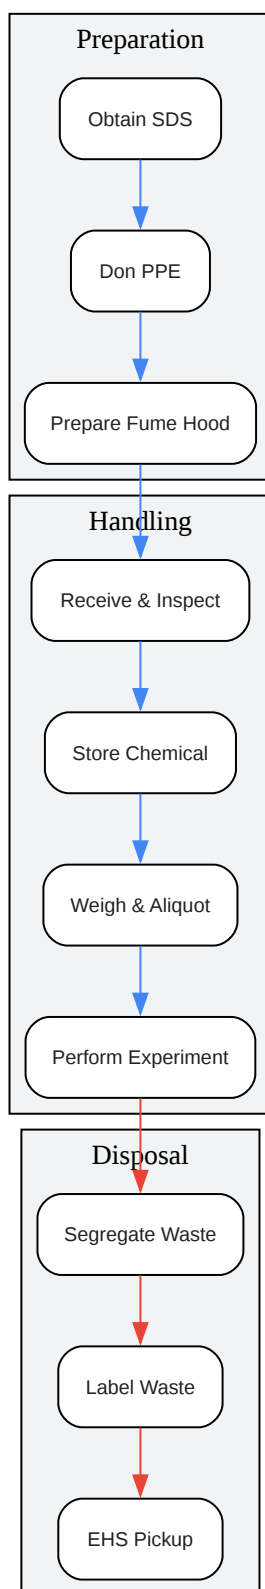 Preparation
Obtain SDS
Don PPE
Prepare Fume Hood
Handling
Receive & Inspect
Store Chemical
Weigh & Aliquot
Perform Experiment
Disposal
Segregate Waste
Label Waste
EHS Pickup